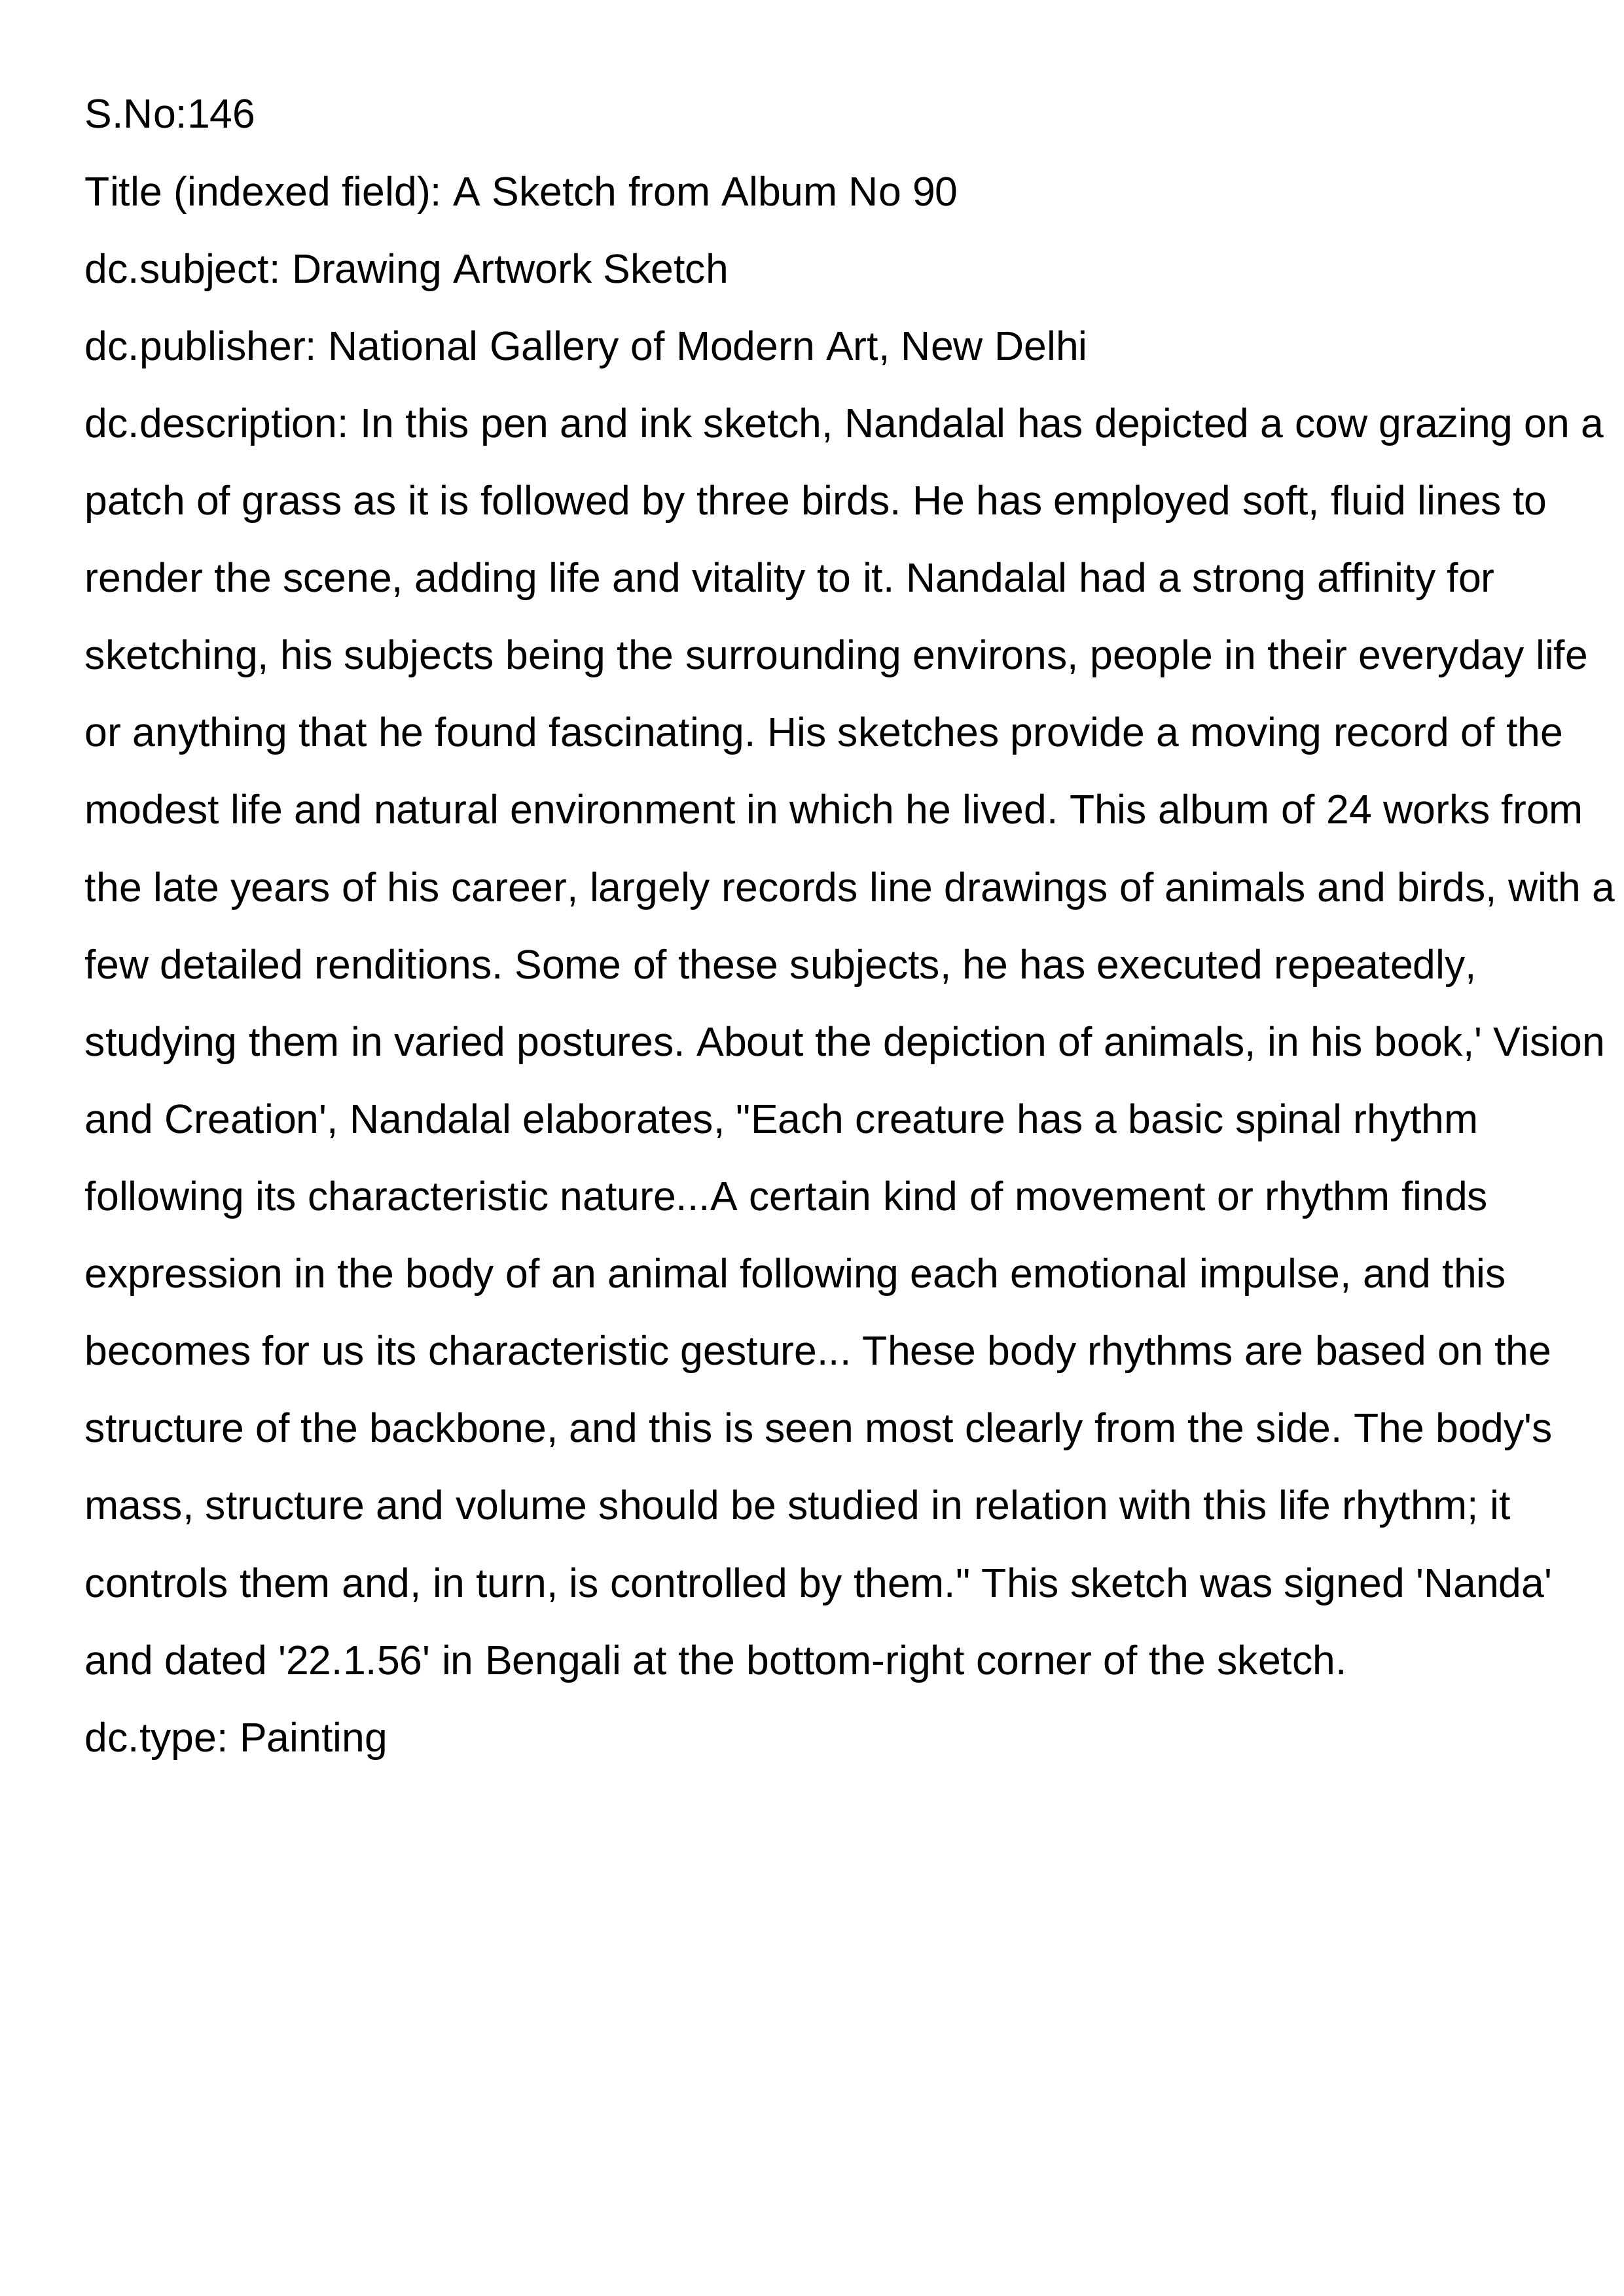 S.No:146
Title (indexed field): A Sketch from Album No 90
dc.subject: Drawing Artwork Sketch
dc.publisher: National Gallery of Modern Art, New Delhi
dc.description: In this pen and ink sketch, Nandalal has depicted a cow grazing on a
patch of grass as it is followed by three birds. He has employed soft, fluid lines to
render the scene, adding life and vitality to it. Nandalal had a strong affinity for
sketching, his subjects being the surrounding environs, people in their everyday life
or anything that he found fascinating. His sketches provide a moving record of the
modest life and natural environment in which he lived. This album of 24 works from
the late years of his career, largely records line drawings of animals and birds, with a
few detailed renditions. Some of these subjects, he has executed repeatedly,
studying them in varied postures. About the depiction of animals, in his book,' Vision
and Creation', Nandalal elaborates, "Each creature has a basic spinal rhythm
following its characteristic nature...A certain kind of movement or rhythm finds
expression in the body of an animal following each emotional impulse, and this
becomes for us its characteristic gesture... These body rhythms are based on the
structure of the backbone, and this is seen most clearly from the side. The body's
mass, structure and volume should be studied in relation with this life rhythm; it
controls them and, in turn, is controlled by them." This sketch was signed 'Nanda'
and dated '22.1.56' in Bengali at the bottom-right corner of the sketch.
dc.type: Painting